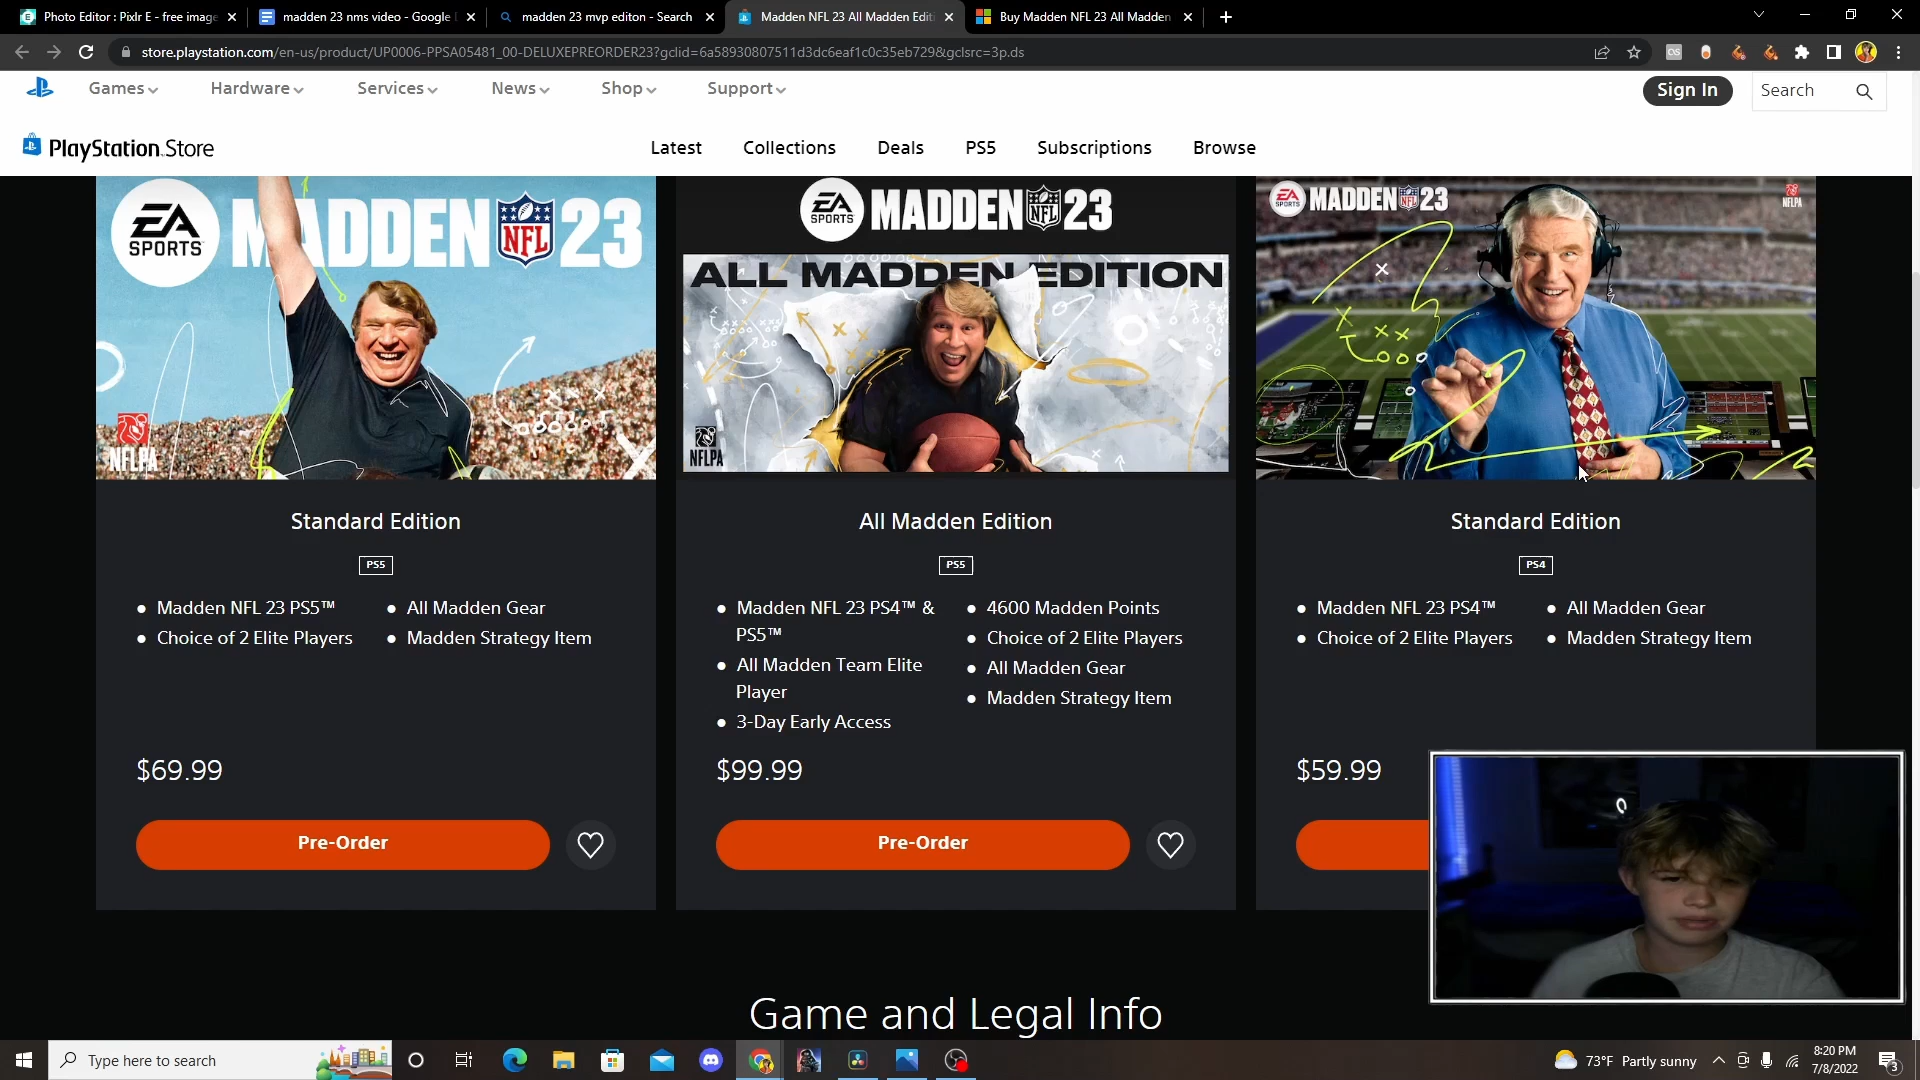 Photo Editor : Pixlr E - free image
madden 23 nms video - Google
madden 23 mvp editon - Search
Madden NFL 23 All Madden Editi
Buy Madden NFL 23 All Madden
store.playstation.com/en-us/product/UP0006-PPSA05481_00-DELUXEPREORDER23?gclid=6a58930807511d3dc6eaf1c0c35eb729&gclsrc=3p.ds
Games
Hardware
Services
News
Shop
Support
Sign In
Search
PlayStation Store
Latest
Collections
Deals
PS5
Subscriptions
Browse
EA SPORTS MADDEN NFL 23
NFLPA
EA SPORTS MADDEN NFL 23
ALL MADDEN EDITION
NFLPA
EA SPORTS MADDEN NFL 23
NFLPA
Standard Edition
PS5
• Madden NFL 23 PS5™
• Choice of 2 Elite Players
• All Madden Gear
• Madden Strategy Item
$69.99
Pre-Order
All Madden Edition
PS5
• Madden NFL 23 PS4™ &
PS5™
• All Madden Team Elite
Player
• 3-Day Early Access
• 4600 Madden Points
• Choice of 2 Elite Players
• All Madden Gear
• Madden Strategy Item
$99.99
Pre-Order
Standard Edition
PS4
• Madden NFL 23 PS4™
• Choice of 2 Elite Players
• All Madden Gear
• Madden Strategy Item
$59.99
Game and Legal Info
Type here to search
73°F Partly sunny
8:20 PM
7/8/2022
3